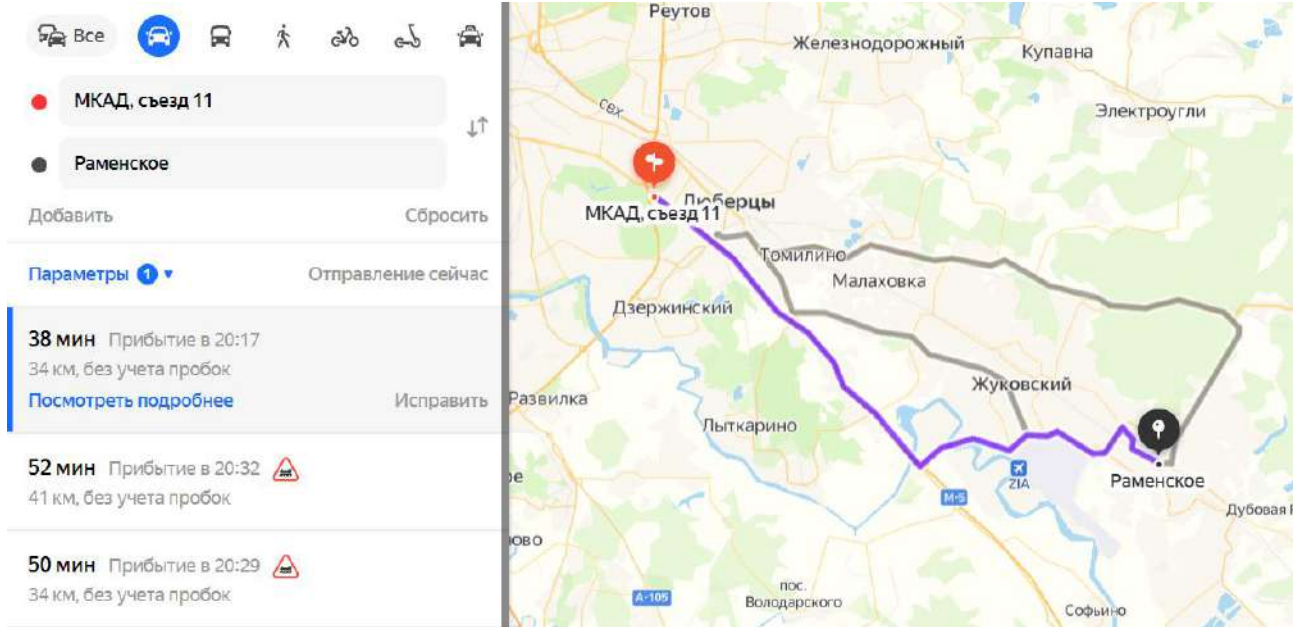 Все
МКАД, съезд 11
Раменское
Добавить
Сбросить
Параметры 1
Отправление сейчас
38 мин Прибытие в 20:17
34 км, без учета пробок
Посмотреть подробнее
Исправить
52 мин Прибытие в 20:32
41 км, без учета пробок
50 мин Прибытие в 20:29
34 км, без учета пробок
Реутов
Железнодорожный
Купавна
Электроугли
Люберцы
МКАД, съезд 11
Томилино
Малаховка
Дзержинский
Жуковский
Развилка
Лыткарино
ZIA
Раменское
М-5
Дубовая
А-105
пос.
Володарского
Софьино